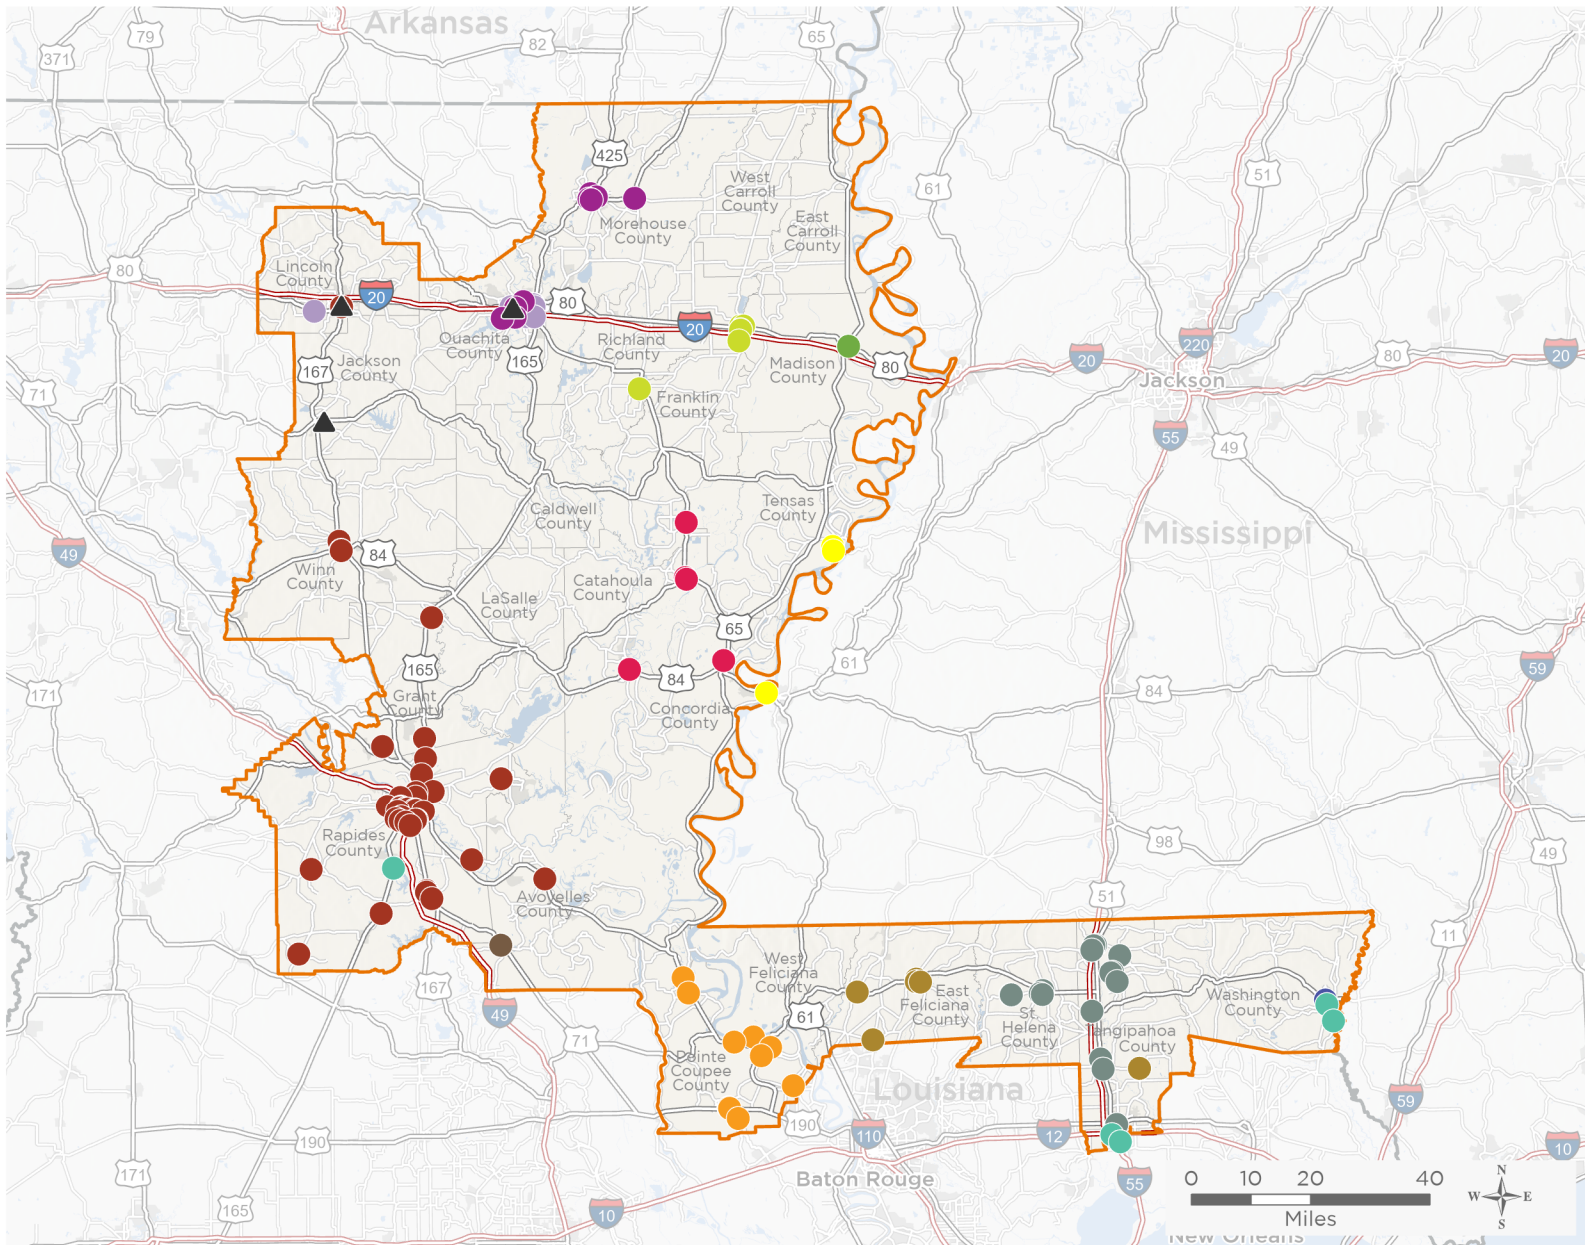 Arkansas
79
82
65
371
425
51
West
Carroll
County
61
East
Carroll
County
Morehouse
County
Lincoln
County
80
20
80
20
Ouachita
County
165
Richland
County
Madison
County
80
220
20
80
20
Jackson
167
Jackson
County
71
Franklin
County
55
49
Tensas
County
Caldwell
County
Mississippi
49
84
Winn
County
Catahoula
County
LaSalle
County
65
61
59
165
84
84
171
Grant
County
Concordia
County
Rapides
County
98
49
51
Avoyelles
County
11
West
Feliciana
County
167
49
East
Feliciana
County
St.
Helena
County
Washington
County
61
71
angipahoa
County
Pointe
Coupee
County
Louisiana
59
190
190
110
12
10
171
Baton Rouge
55
165
10
0 10 20 40
Miles
N
W E
S
New Orleans